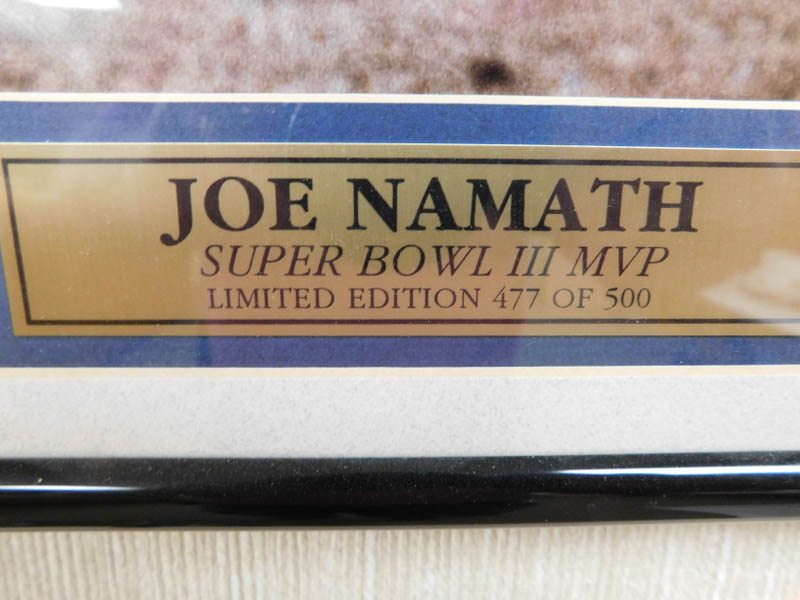 JOE NAMATH
SUPER BOWL III MVP
LIMITED EDITION 477 OF 500